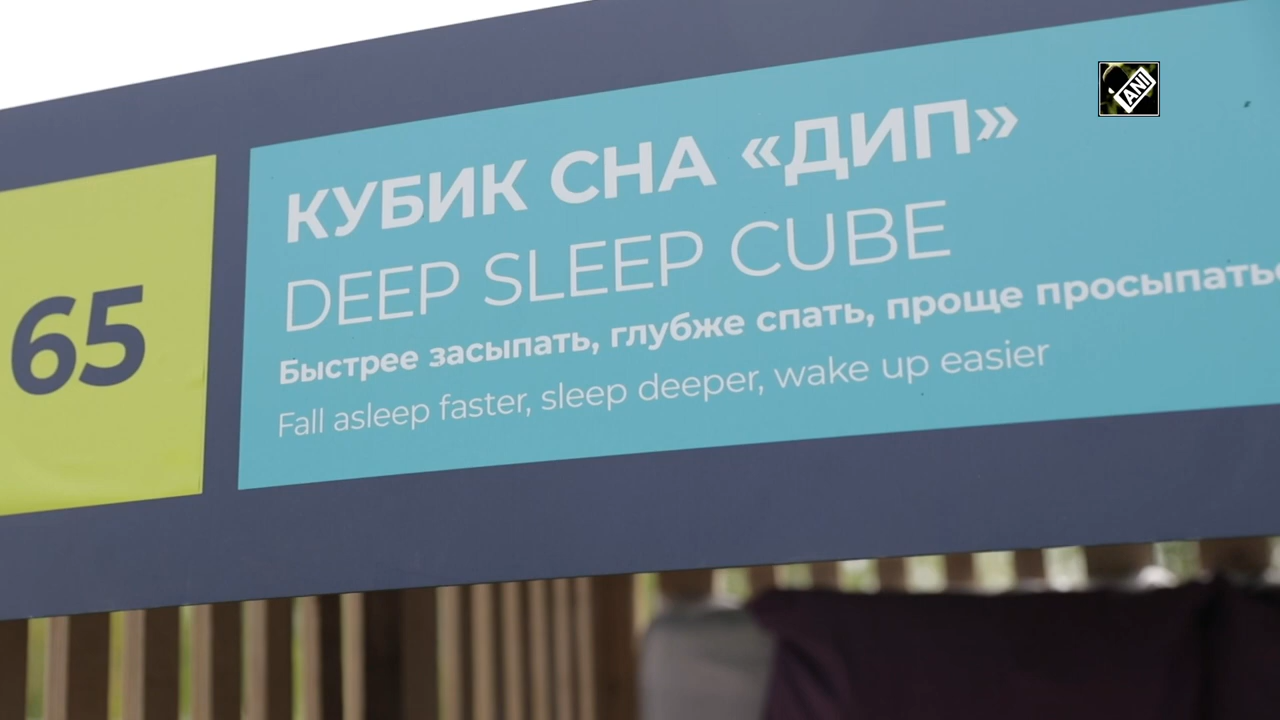 65
КУБИК СНА «ДИП»
DEEP SLEEP CUBE
Быстрее засыпать, глубже спать, проще просыпатьс
Fall asleep faster, sleep deeper, wake up easier
ANI